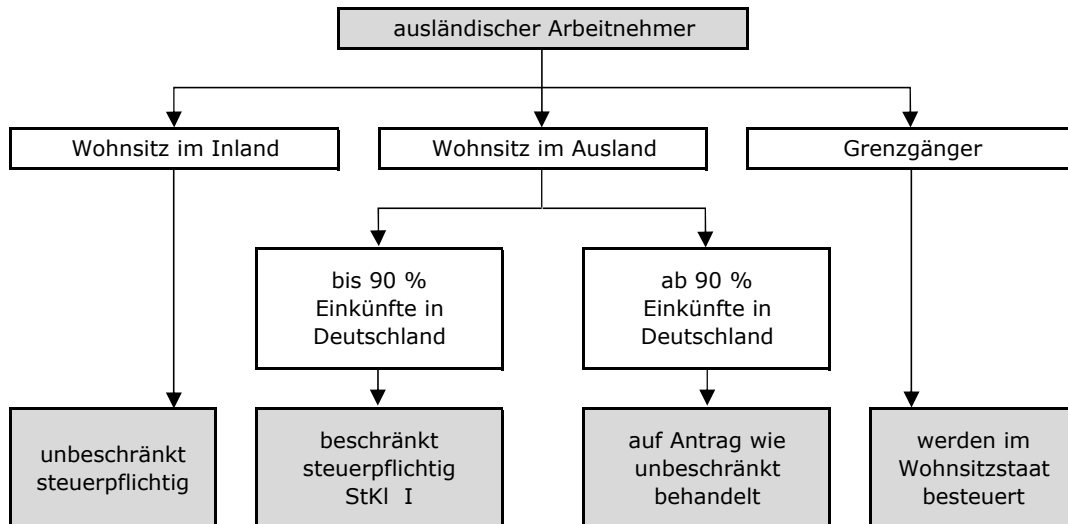 ausländischer Arbeitnehmer
Wohnsitz im Inland
Wohnsitz im Ausland
Grenzgänger
bis 90 %
Einkünfte in
Deutschland
ab 90 %
Einkünfte in
Deutschland
unbeschränkt
steuerpflichtig
beschränkt
steuerpflichtig
StKl I
auf Antrag wie
unbeschränkt
behandelt
werden im
Wohnsitzstaat
besteuert